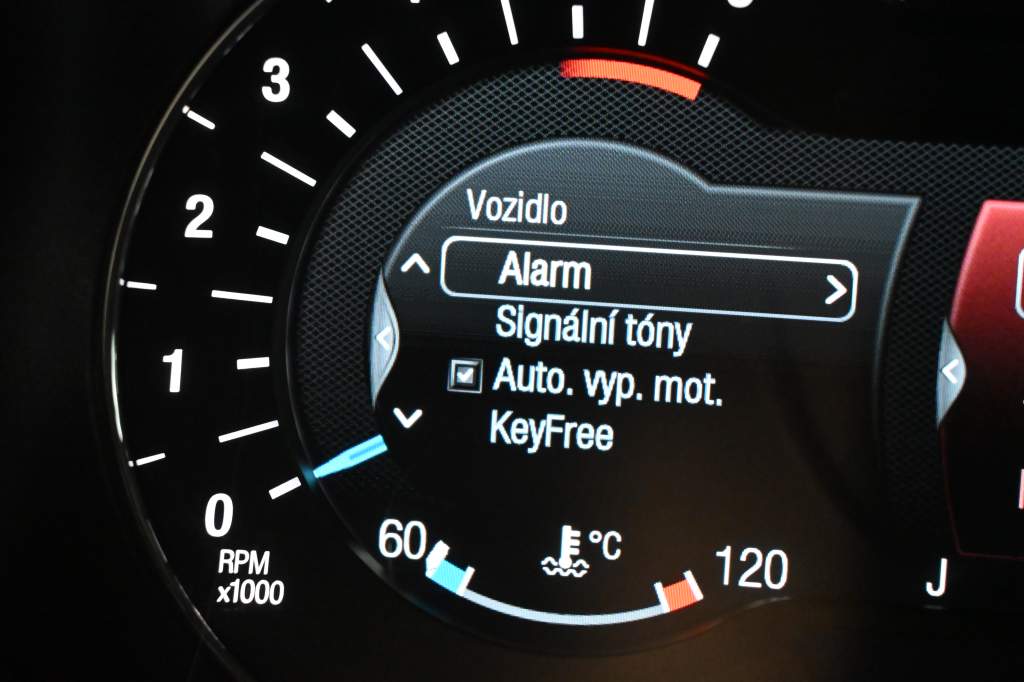 3
2
1
0
RPM
x1000
Vozidlo
Alarm
Signální tóny
Auto. vyp. mot.
KeyFree
60
°C
120
J